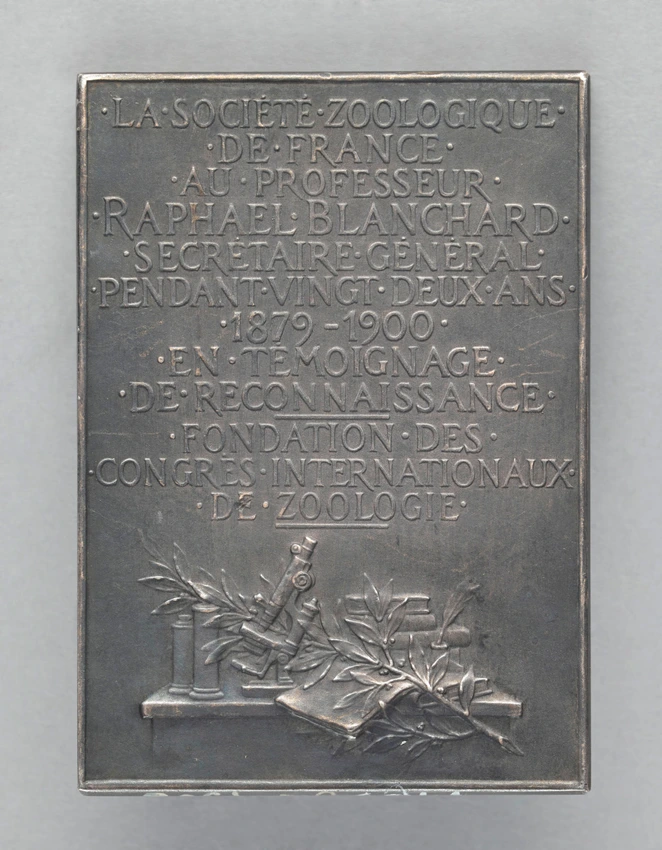 ·LA·SOCIÉTÉ·ZOOLOGIQUE·
·DE·FRANCE·
·AU·PROFESSEUR·
·RAPHAEL·BLANCHARD·
·SECRÉTAIRE·GÉNÉRAL·
·PENDANT·VINGT·DEUX·ANS·
·1879-1900·
·EN·TÉMOIGNAGE·
·DE·RECONNAISSANCE·
·FONDATION·DES·
·CONGRÈS·INTERNATIONAUX·
·DE·ZOOLOGIE·